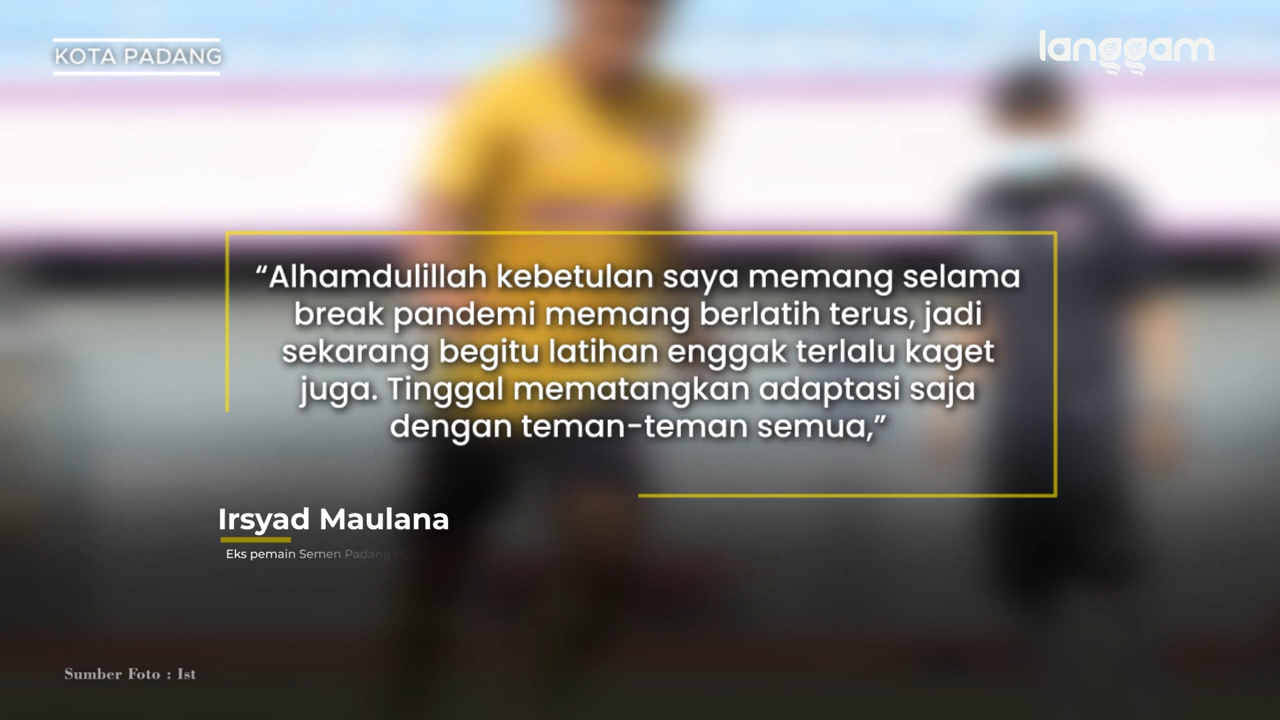 KOTA PADANG
langgam
“Alhamdulillah kebetulan saya memang selama
break pandemi memang berlatih terus, jadi
sekarang begitu latihan enggak terlalu kaget
juga. Tinggal mematangkan adaptasi saja
dengan teman-teman semua,”
Irsyad Maulana
Eks pemain Semen Padang FC
Sumber Foto : Ist